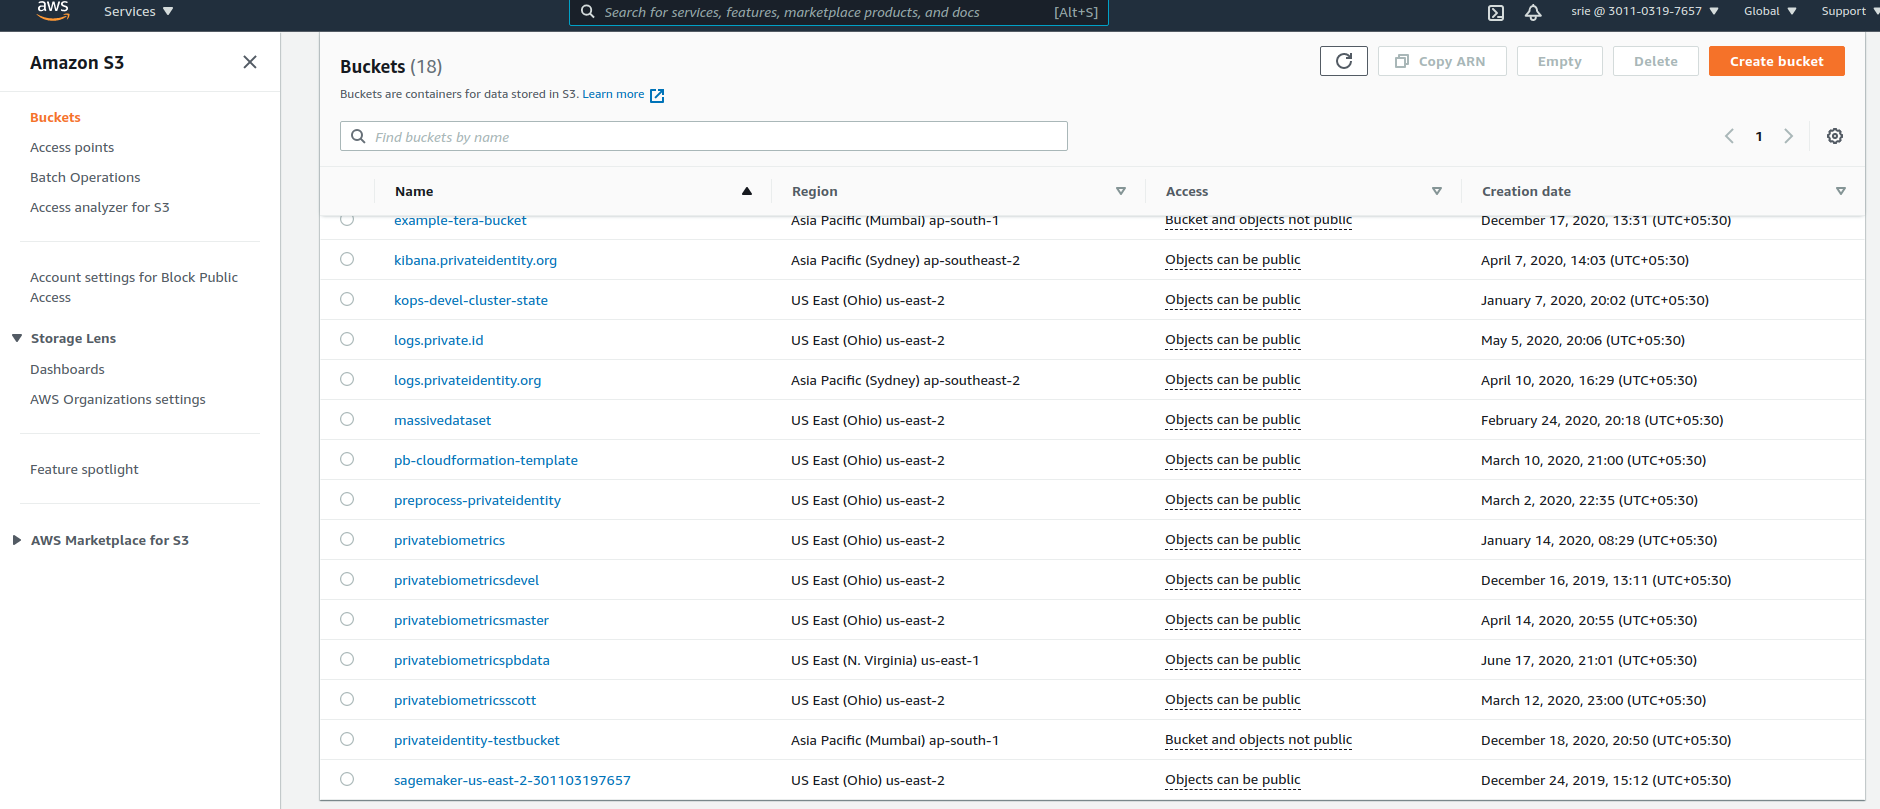 aws Services Search for services, features, marketplace products, and docs [Alt+S] srie @ 3011-0319-7657 Global Support
Amazon S3
Buckets
Access points
Batch Operations
Access analyzer for S3
Account settings for Block Public
Access
Storage Lens
Dashboards
AWS Organizations settings
Feature spotlight
AWS Marketplace for S3
Buckets (18)
Copy ARN Empty Delete Create bucket
Buckets are containers for data stored in S3. Learn more
Find buckets by name
1
Name Region Access Creation date
example-tera-bucket Asia Pacific (Mumbai) ap-south-1 Bucket and objects not public December 17, 2020, 13:31 (UTC+05:30)
kibana.privateidentity.org Asia Pacific (Sydney) ap-southeast-2 Objects can be public April 7, 2020, 14:03 (UTC+05:30)
kops-devel-cluster-state US East (Ohio) us-east-2 Objects can be public January 7, 2020, 20:02 (UTC+05:30)
logs.private.id US East (Ohio) us-east-2 Objects can be public May 5, 2020, 20:06 (UTC+05:30)
logs.privateidentity.org Asia Pacific (Sydney) ap-southeast-2 Objects can be public April 10, 2020, 16:29 (UTC+05:30)
massivedataset US East (Ohio) us-east-2 Objects can be public February 24, 2020, 20:18 (UTC+05:30)
pb-cloudformation-template US East (Ohio) us-east-2 Objects can be public March 10, 2020, 21:00 (UTC+05:30)
preprocess-privateidentity US East (Ohio) us-east-2 Objects can be public March 2, 2020, 22:35 (UTC+05:30)
privatebiometrics US East (Ohio) us-east-2 Objects can be public January 14, 2020, 08:29 (UTC+05:30)
privatebiometricsdevel US East (Ohio) us-east-2 Objects can be public December 16, 2019, 13:11 (UTC+05:30)
privatebiometricsmaster US East (Ohio) us-east-2 Objects can be public April 14, 2020, 20:55 (UTC+05:30)
privatebiometricspbdata US East (N. Virginia) us-east-1 Objects can be public June 17, 2020, 21:01 (UTC+05:30)
privatebiometricsscott US East (Ohio) us-east-2 Objects can be public March 12, 2020, 23:00 (UTC+05:30)
privateidentity-testbucket Asia Pacific (Mumbai) ap-south-1 Bucket and objects not public December 18, 2020, 20:50 (UTC+05:30)
sagemaker-us-east-2-301103197657 US East (Ohio) us-east-2 Objects can be public December 24, 2019, 15:12 (UTC+05:30)